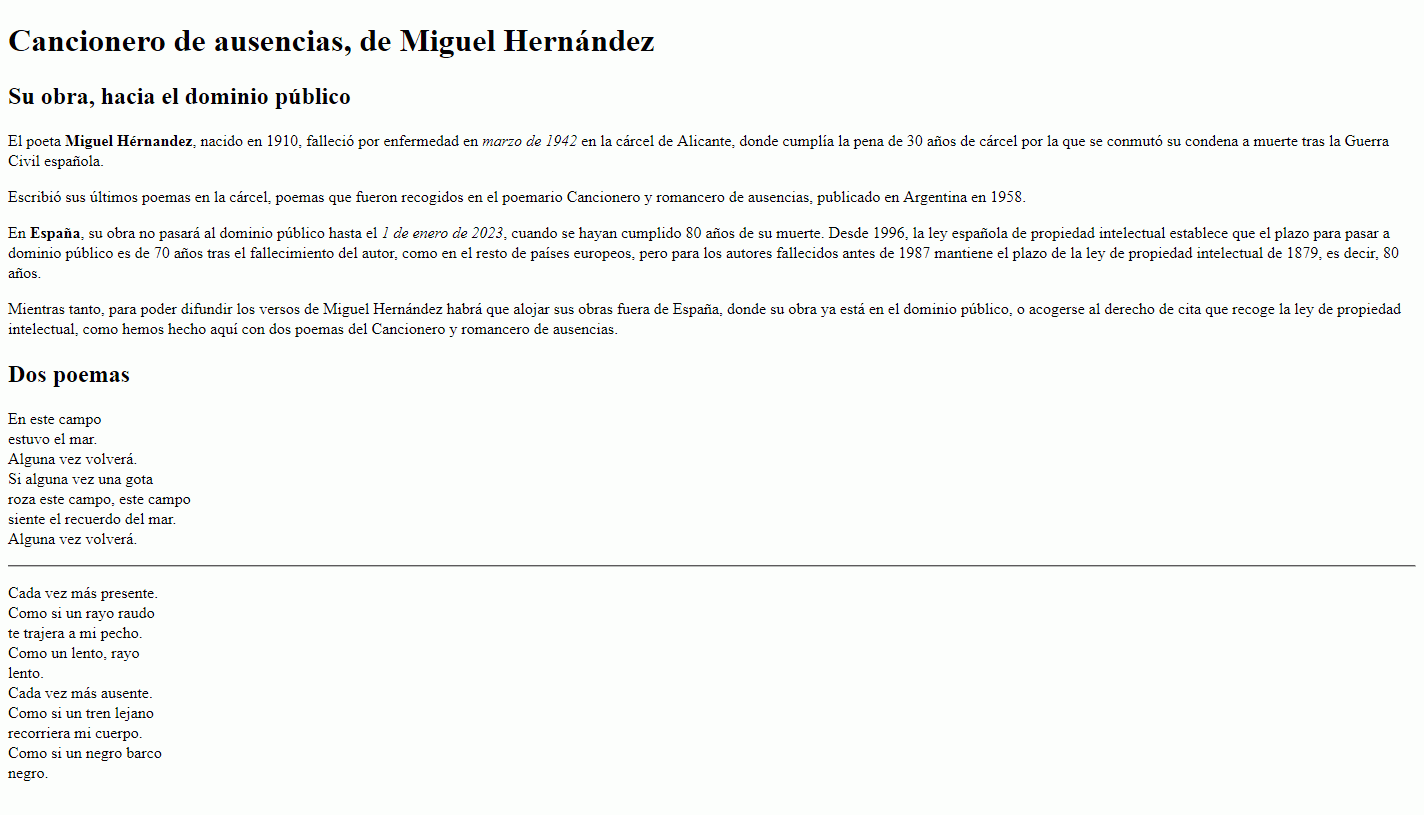 Cancionero de ausencias, de Miguel Hernández
Su obra, hacia el dominio público
El poeta Miguel Hérnandez, nacido en 1910, falleció por enfermedad en marzo de 1942 en la cárcel de Alicante, donde cumplía la pena de 30 años de cárcel por la que se conmutó su condena a muerte tras la Guerra
Civil española.
Escribió sus últimos poemas en la cárcel, poemas que fueron recogidos en el poemario Cancionero y romancero de ausencias, publicado en Argentina en 1958.
En España, su obra no pasará al dominio público hasta el 1 de enero de 2023, cuando se hayan cumplido 80 años de su muerte. Desde 1996, la ley española de propiedad intelectual establece que el plazo para pasar a
dominio público es de 70 años tras el fallecimiento del autor, como en el resto de países europeos, pero para los autores fallecidos antes de 1987 mantiene el plazo de la ley de propiedad intelectual de 1879, es decir, 80
años.
Mientras tanto, para poder difundir los versos de Miguel Hernández habrá que alojar sus obras fuera de España, donde su obra ya está en el dominio público, o acogerse al derecho de cita que recoge la ley de propiedad
intelectual, como hemos hecho aquí con dos poemas del Cancionero y romancero de ausencias.
Dos poemas
En este campo
estuvo el mar.
Alguna vez volverá.
Si alguna vez una gota
roza este campo, este campo
siente el recuerdo del mar.
Alguna vez volverá.
Cada vez más presente.
Como si un rayo raudo
te trajera a mi pecho.
Como un lento, rayo
lento.
Cada vez más ausente.
Como si un tren lejano
recorriera mi cuerpo.
Como si un negro barco
negro.